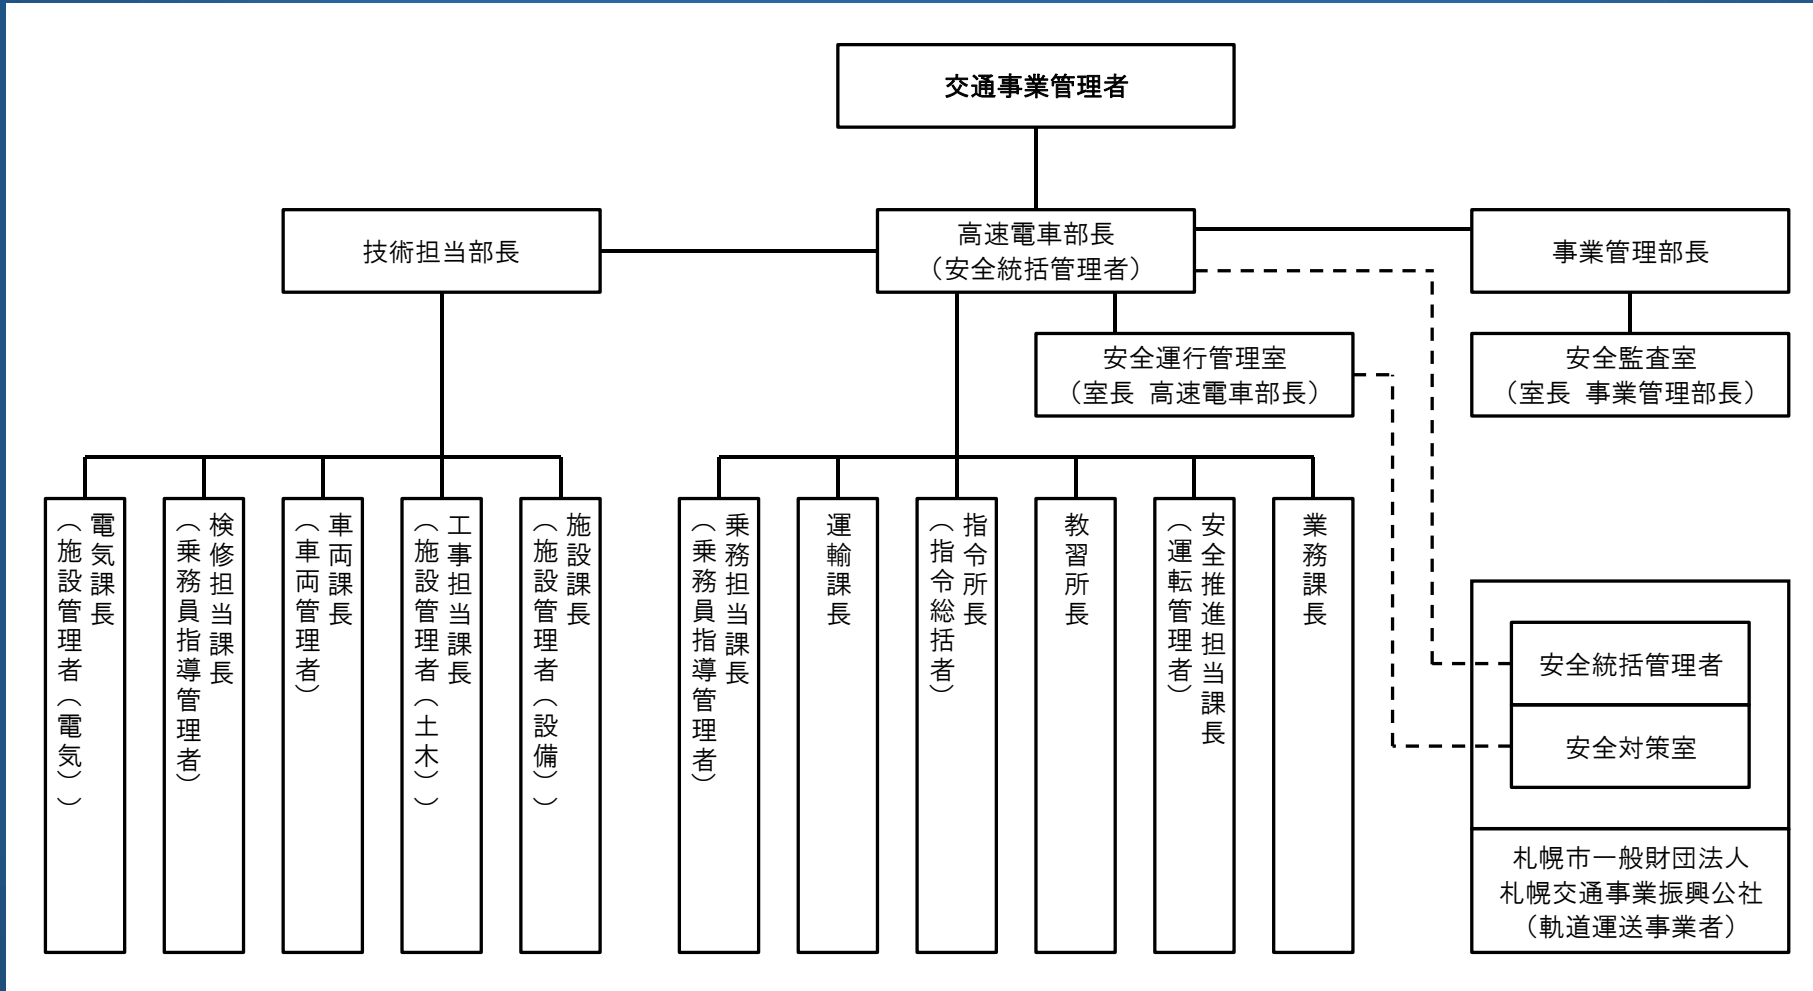 交通事業管理者
技術担当部長
高速電車部長
（安全統括管理者）
事業管理部長
安全運行管理室
（室長 高速電車部長）
安全監査室
（室長 事業管理部長）
電気課長
（施設管理者（電気））
検修担当課長
（乗務員指導管理者）
車両課長
（車両管理者）
工事担当課長
（施設管理者（土木））
施設課長
（施設管理者（設備））
乗務担当課長
（乗務員指導管理者）
運輸課長
指令所長
（指令総括者）
教習所長
安全推進担当課長
（運転管理者）
業務課長
安全統括管理者
安全対策室
札幌市一般財団法人
札幌交通事業振興公社
（軌道運送事業者）